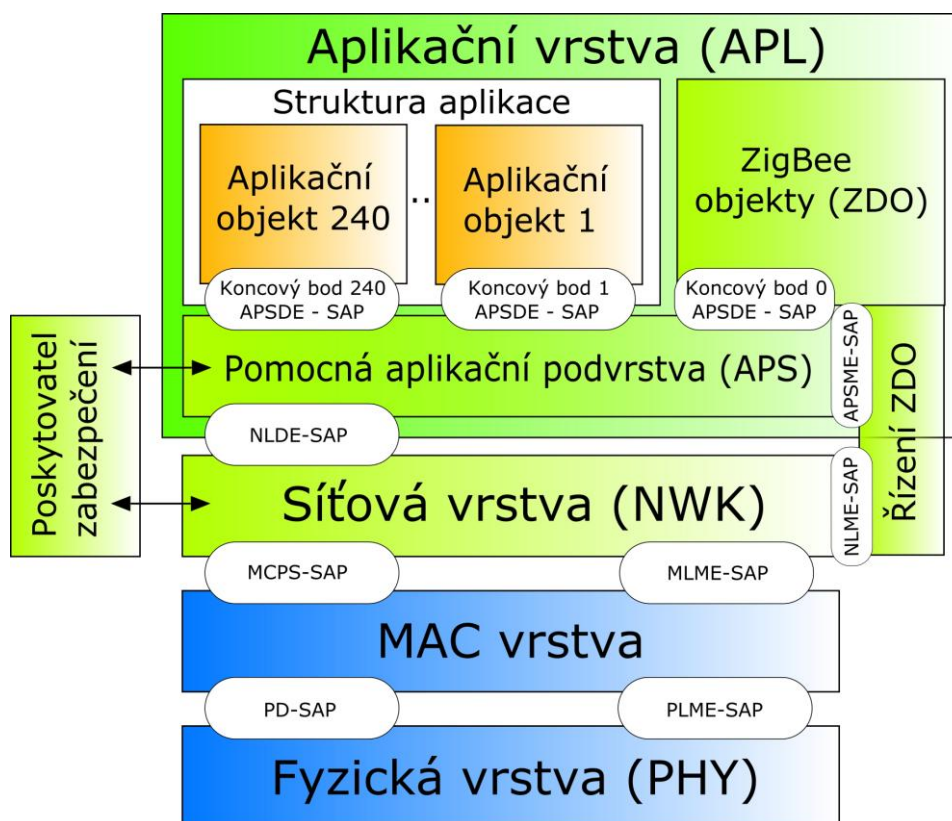 Aplikační vrstva (APL)
Struktura aplikace
Aplikační
objekt 240
..
Aplikační
objekt 1
ZigBee
objekty (ZDO)
Koncový bod 240
APSDE - SAP
Koncový bod 1
APSDE - SAP
Koncový bod 0
APSDE - SAP
Poskytovatel
zabezpečení
Pomocná aplikační podvrstva (APS)
APSME-SAP
Řízení ZDO
NLDE-SAP
Síťová vrstva (NWK)
NLME-SAP
MCPS-SAP
MLME-SAP
MAC vrstva
PD-SAP
PLME-SAP
Fyzická vrstva (PHY)